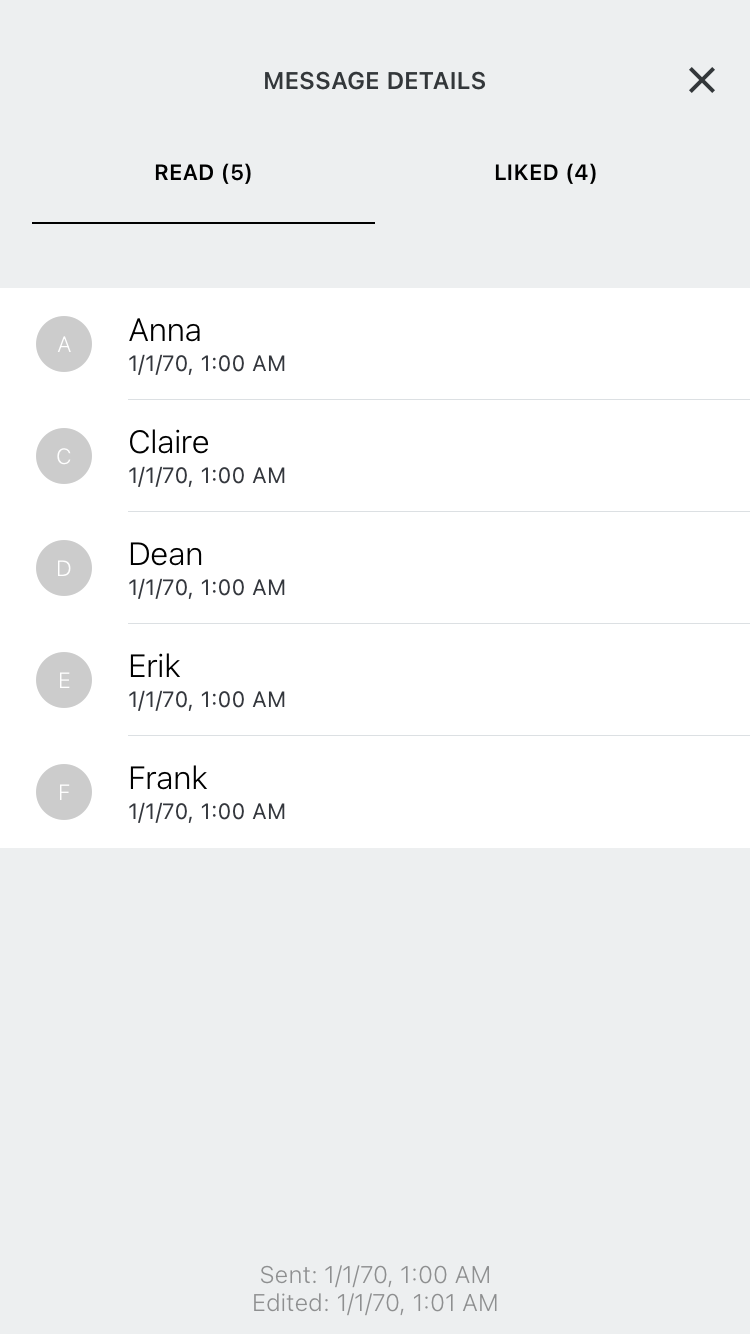 MESSAGE DETAILS
READ (5)
LIKED (4)
A
Anna
1/1/70, 1:00 AM
C
Claire
1/1/70, 1:00 AM
D
Dean
1/1/70, 1:00 AM
E
Erik
1/1/70, 1:00 AM
F
Frank
1/1/70, 1:00 AM
Sent: 1/1/70, 1:00 AM
Edited: 1/1/70, 1:01 AM